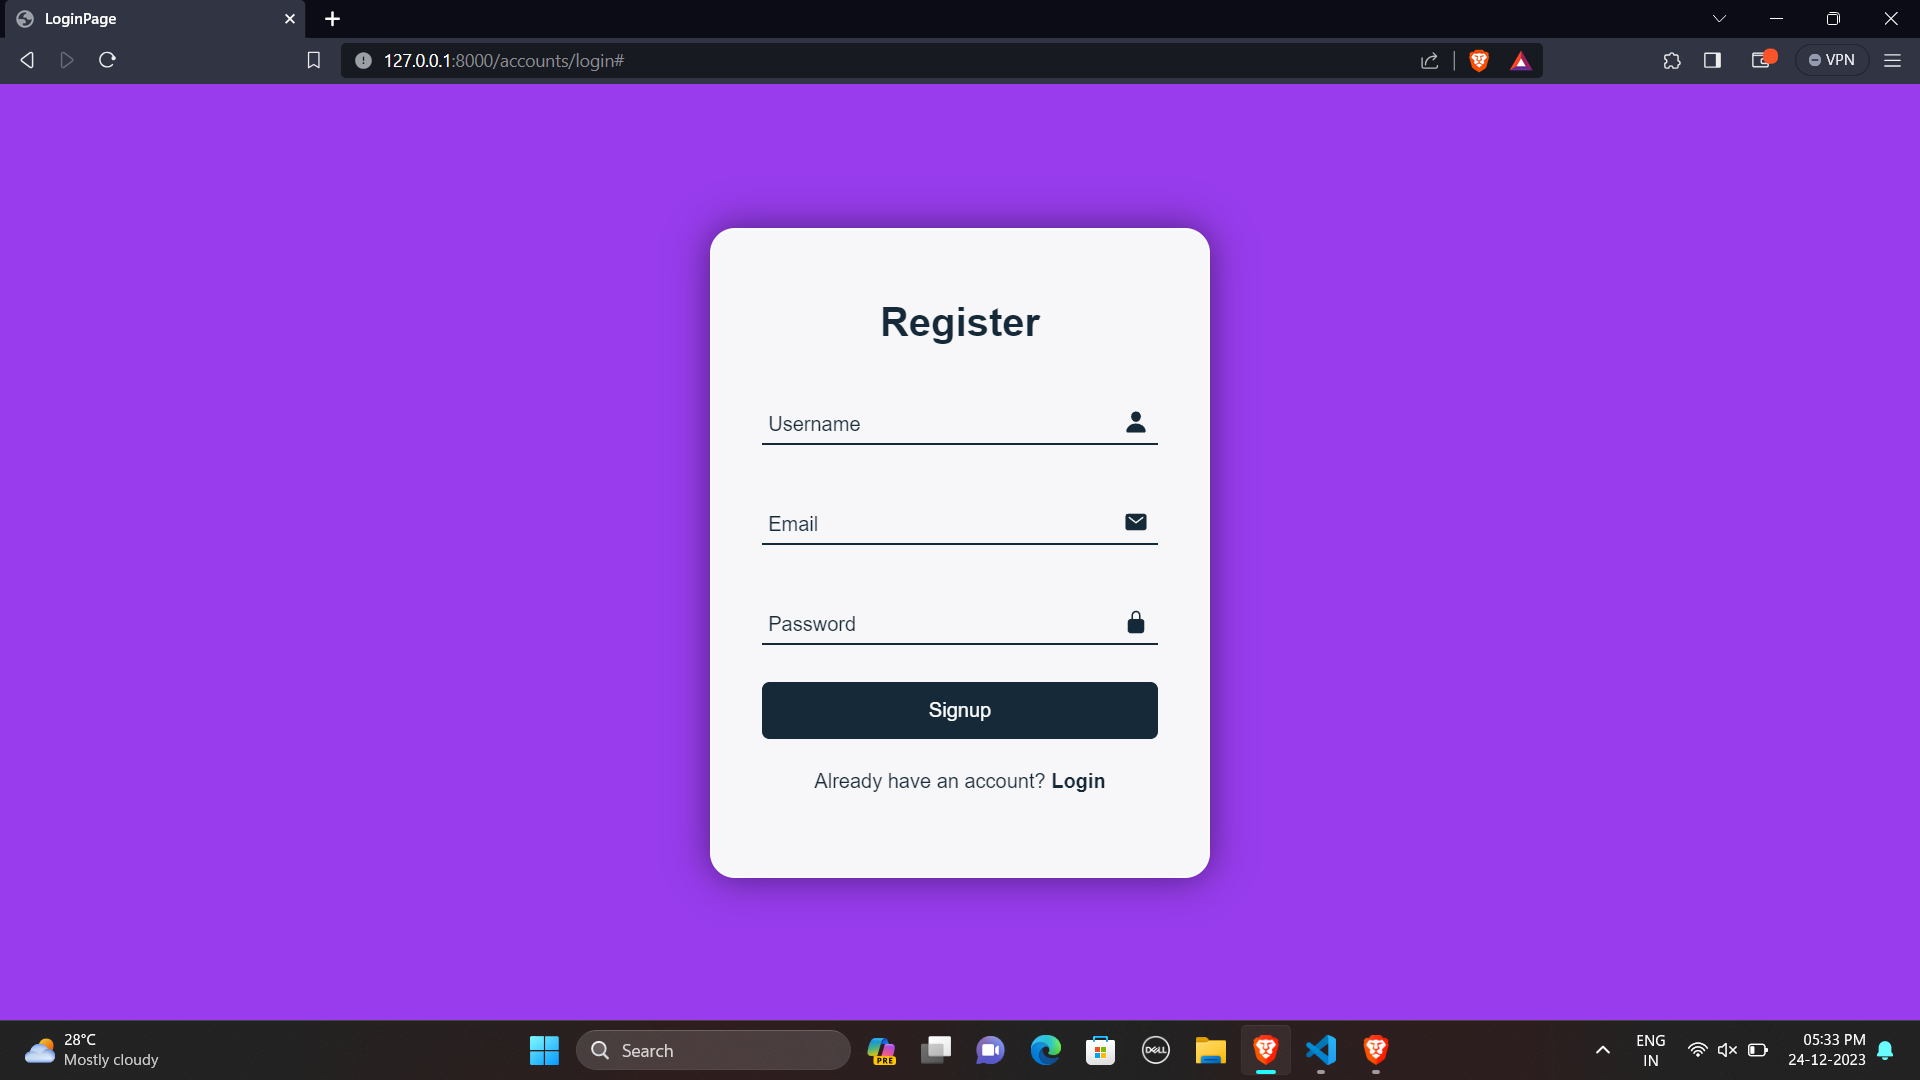 LoginPage
127.0.0.1:8000/accounts/login#
VPN
Register
Username
Email
Password
Signup
Already have an account? Login
28°C
Mostly cloudy
Search
PRE
DELL
ENG
IN
05:33 PM
24-12-2023